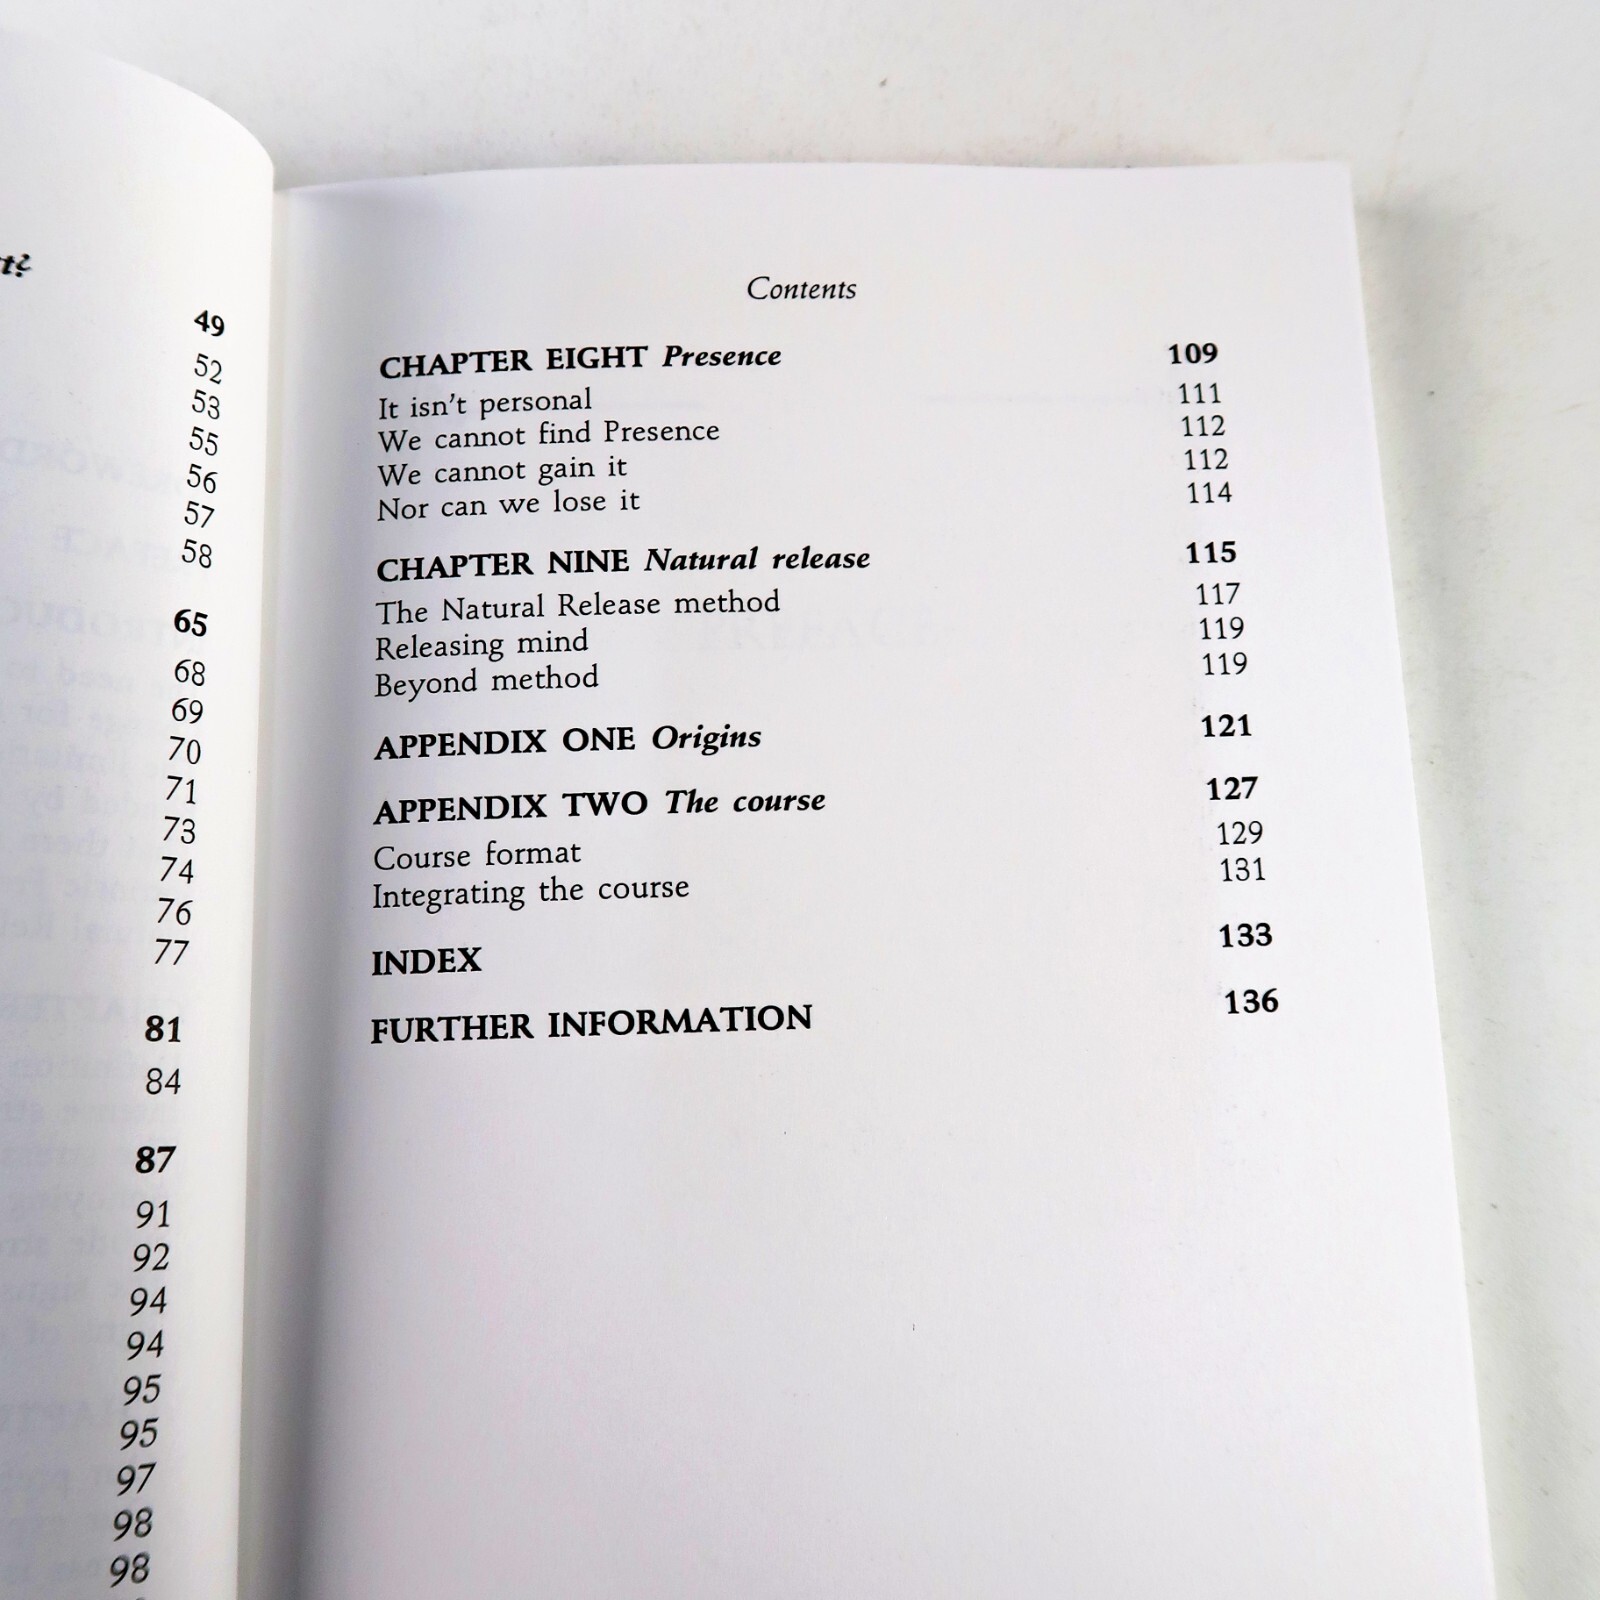 49
52
53
55
56
57
58
65
68
69
70
71
73
74
76
77
81
84
87
91
92
94
94
95
95
97
98
98
Contents
CHAPTER EIGHT Presence 109
It isn't personal 111
We cannot find Presence 112
We cannot gain it 112
Nor can we lose it 114
CHAPTER NINE Natural release 115
The Natural Release method 117
Releasing mind 119
Beyond method 119
APPENDIX ONE Origins 121
APPENDIX TWO The course 127
Course format 129
Integrating the course 131
INDEX 133
FURTHER INFORMATION 136